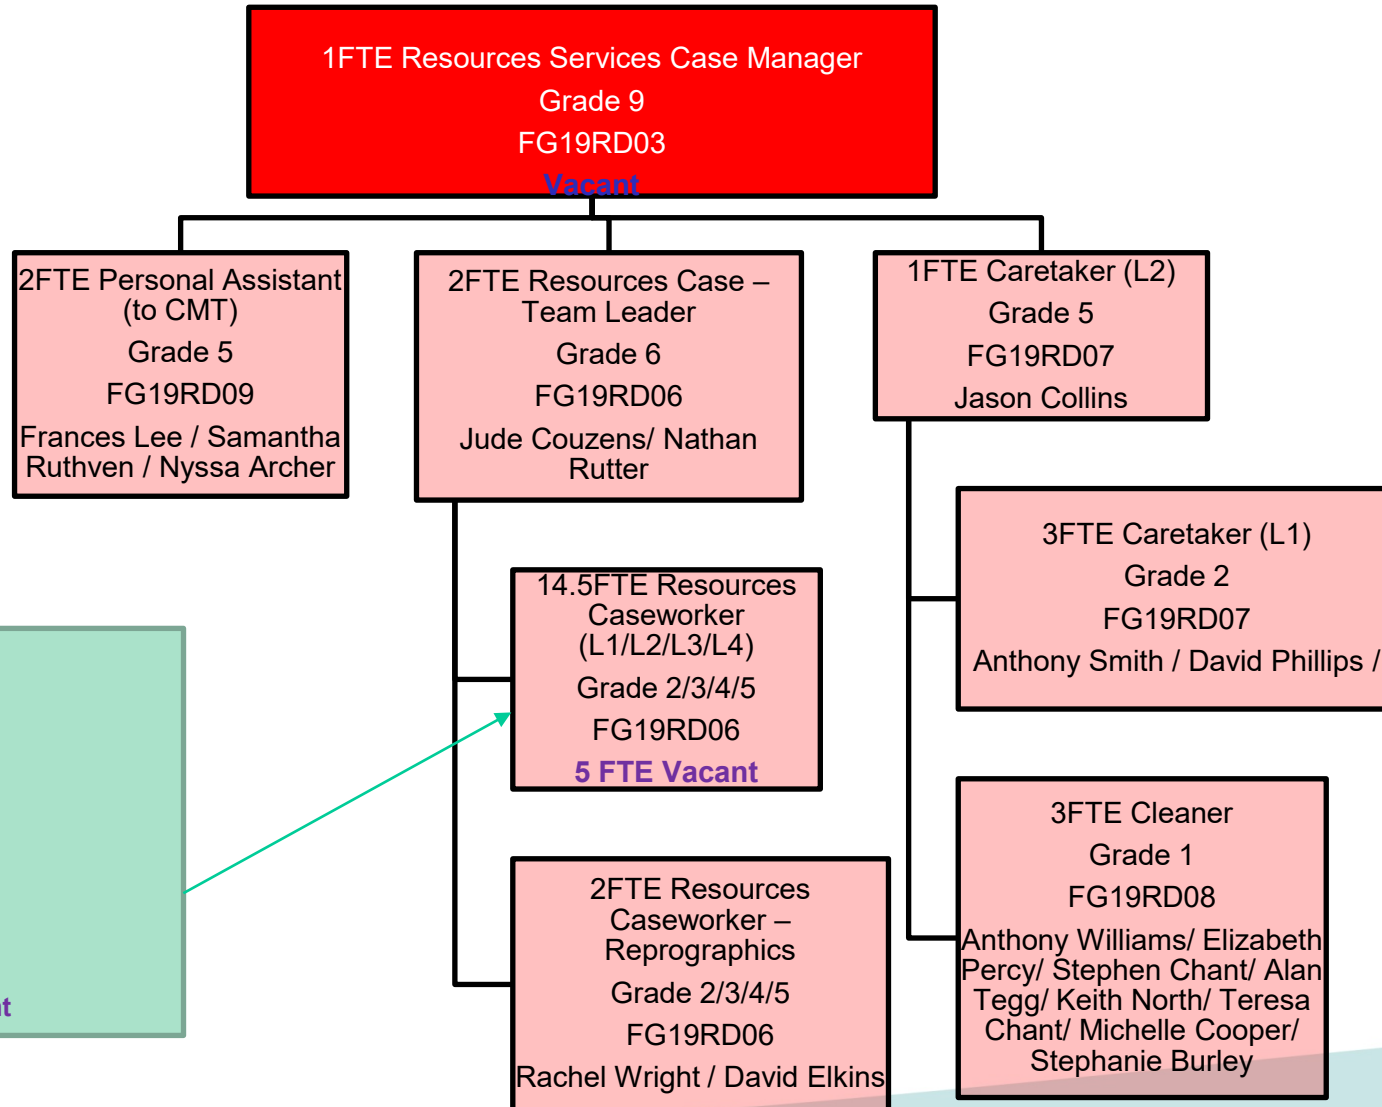 1FTE Resources Services Case Manager
Grade 9
FG19RD03
Vacant
2FTE Personal Assistant
(to CMT)
Grade 5
FG19RD09
Frances Lee / Samantha
Ruthven / Nyssa Archer
2FTE Resources Case –
Team Leader
Grade 6
FG19RD06
Jude Couzens/ Nathan
Rutter
1FTE Caretaker (L2)
Grade 5
FG19RD07
Jason Collins
3FTE Caretaker (L1)
Grade 2
FG19RD07
Anthony Smith / David Phillips /
14.5FTE Resources
Caseworker
(L1/L2/L3/L4)
Grade 2/3/4/5
FG19RD06
5 FTE Vacant
3FTE Cleaner
Grade 1
FG19RD08
Anthony Williams/ Elizabeth
Percy/ Stephen Chant/ Alan
Tegg/ Keith North/ Teresa
Chant/ Michelle Cooper/
Stephanie Burley
2FTE Resources
Caseworker –
Reprographics
Grade 2/3/4/5
FG19RD06
Rachel Wright / David Elkins